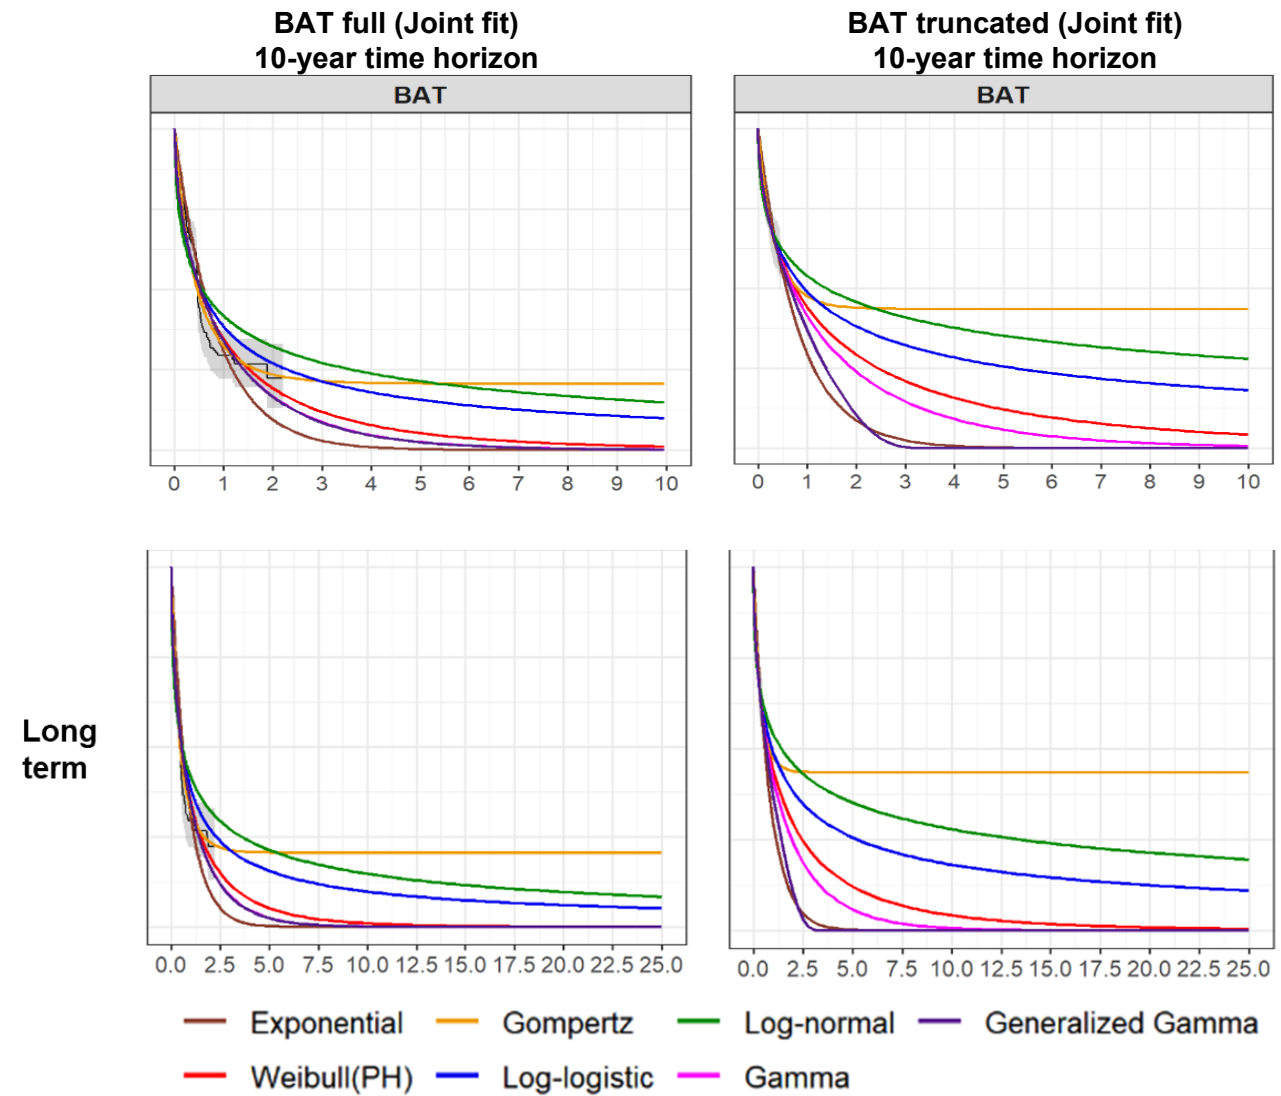 BAT full (Joint fit)
10-year time horizon
BAT truncated (Joint fit)
10-year time horizon
BAT
BAT
0 1 2 3 4 5 6 7 8 9 10
0 1 2 3 4 5 6 7 8 9 10
Long
term
0.0 2.5 5.0 7.5 10.0 12.5 15.0 17.5 20.0 22.5 25.0
0.0 2.5 5.0 7.5 10.0 12.5 15.0 17.5 20.0 22.5 25.0
Exponential Gompertz Log-normal Generalized Gamma
Weibull(PH) Log-logistic Gamma